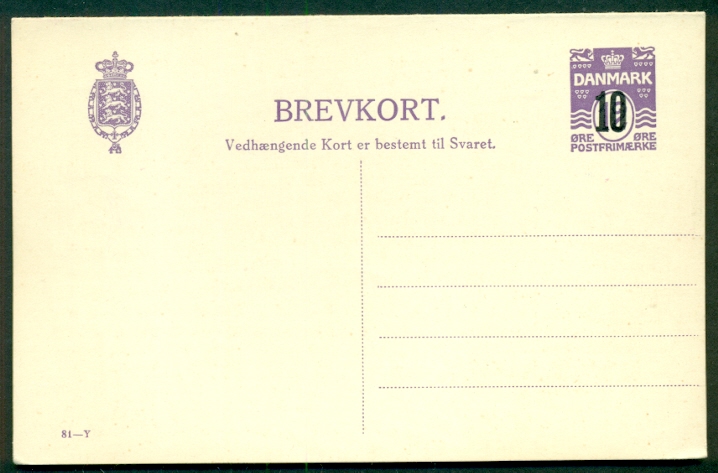 DANMARK
10
ØRE ØRE
POSTFRIMÆRKE
BREVKORT.
Vedhængende Kort er bestemt til Svaret.
81—Y